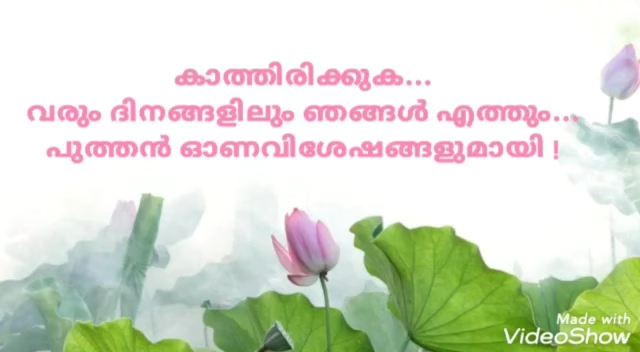 കാത്തിരിക്കുക...
വരും ദിനങ്ങളിലും ഞങ്ങൾ എത്തും...
പുത്തൻ ഓണവിശേഷങ്ങളുമായി !
Made with
VideoShow